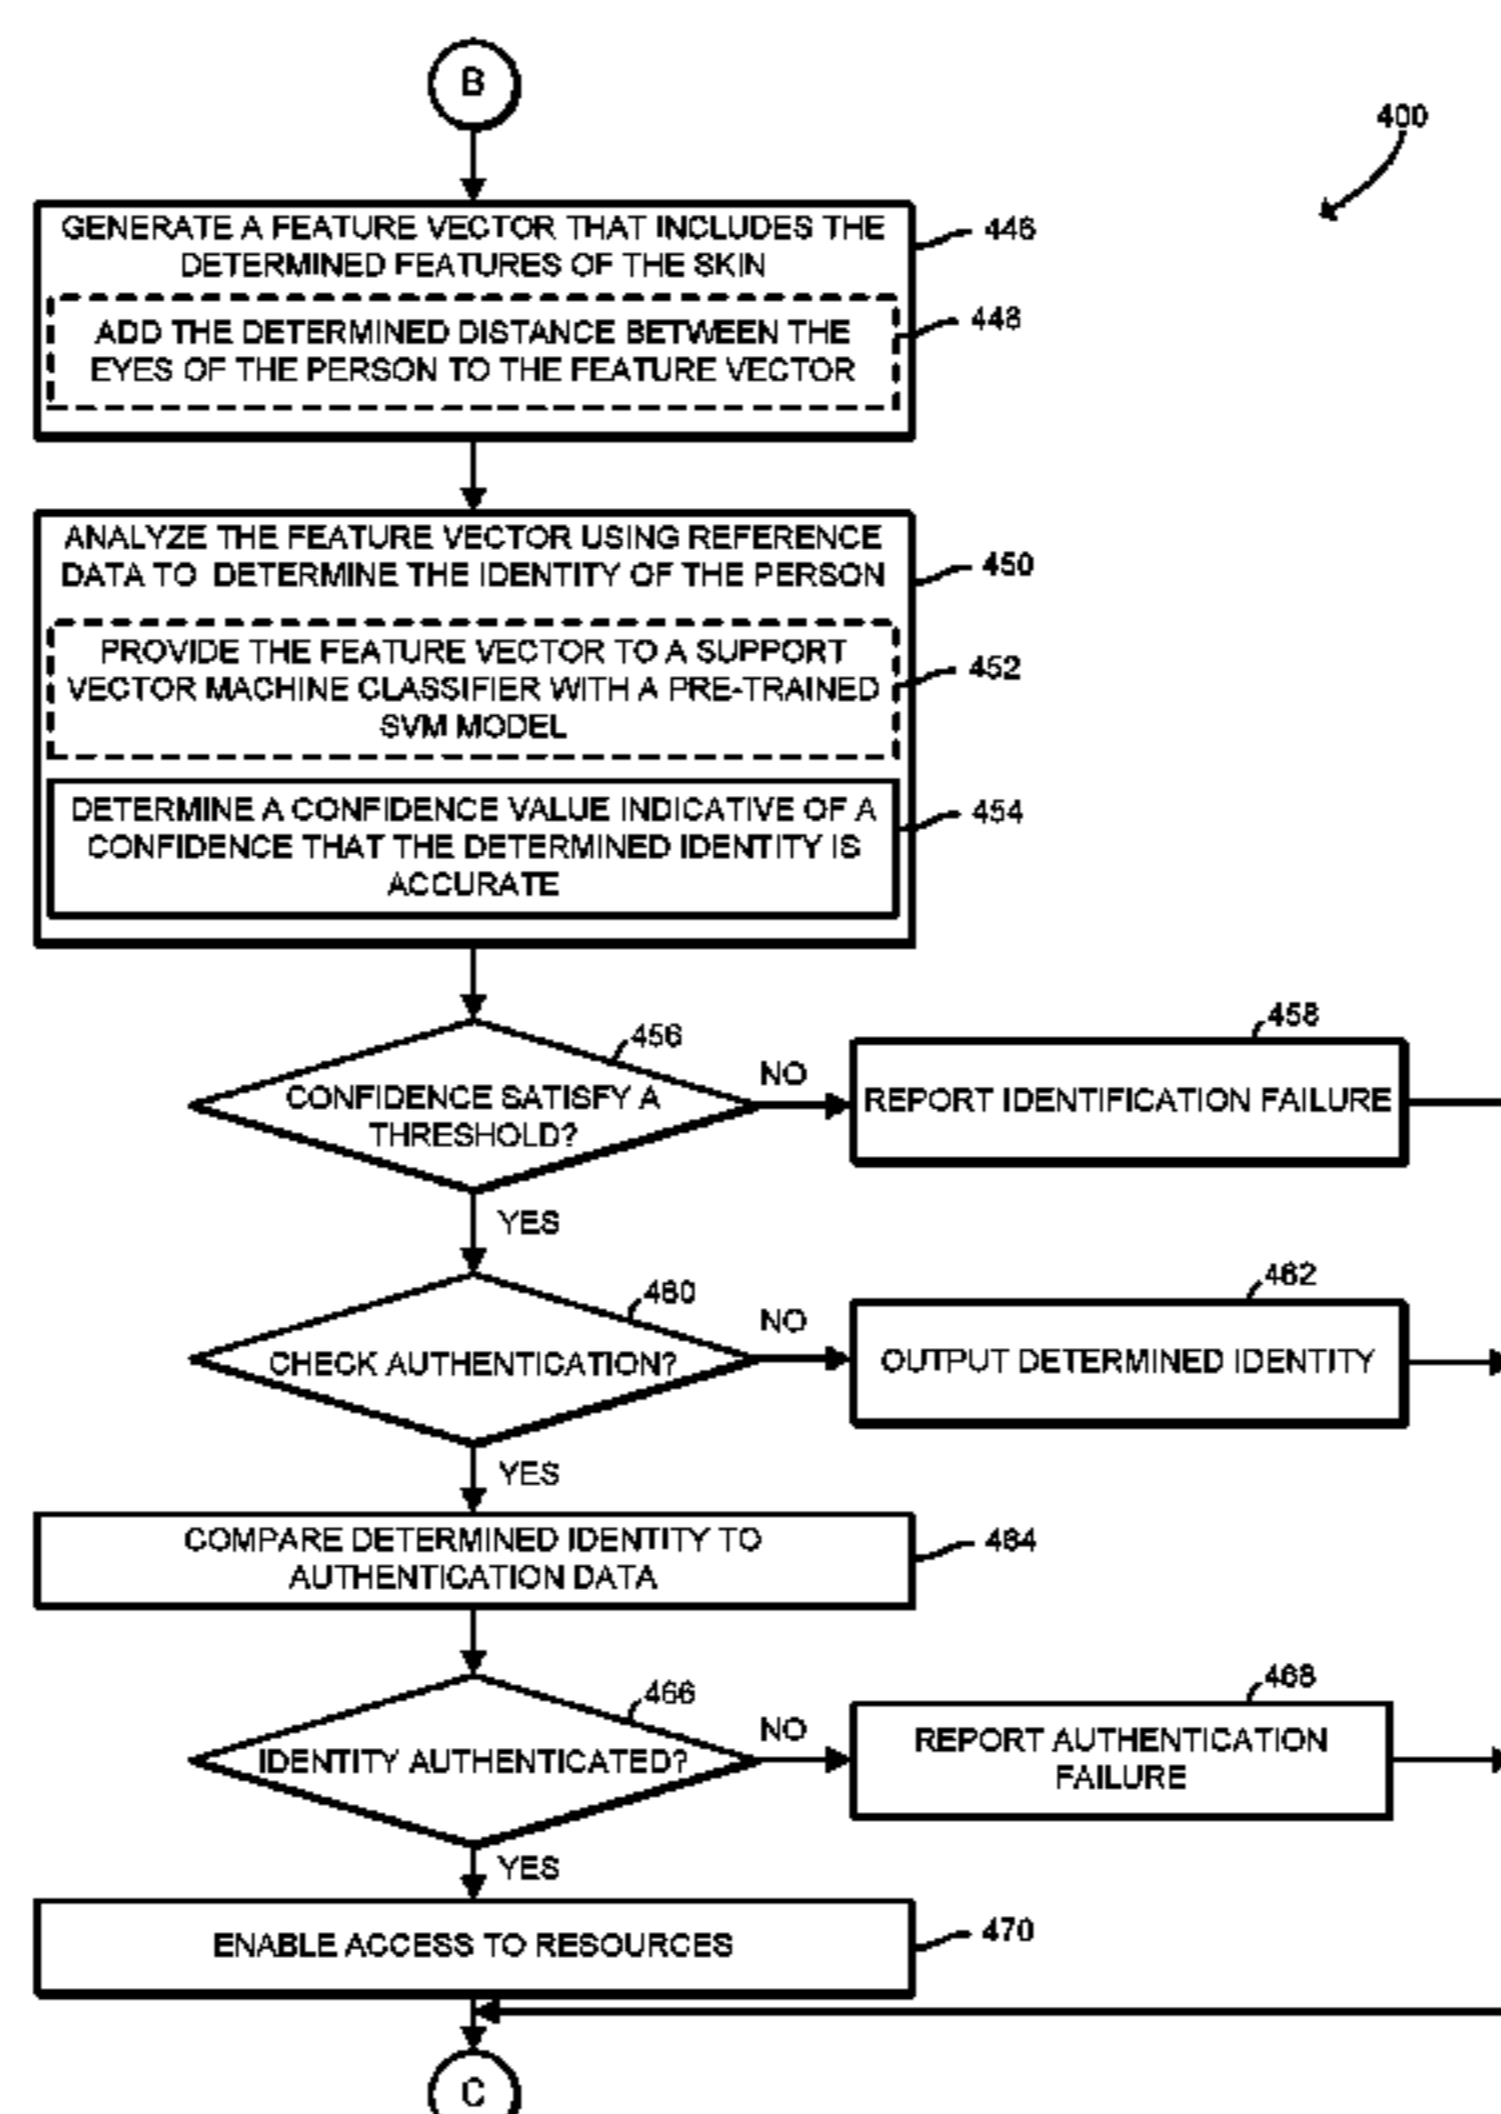 B
400
GENERATE A FEATURE VECTOR THAT INCLUDES THE
DETERMINED FEATURES OF THE SKIN
446
ADD THE DETERMINED DISTANCE BETWEEN THE
EYES OF THE PERSON TO THE FEATURE VECTOR
448
ANALYZE THE FEATURE VECTOR USING REFERENCE
DATA TO DETERMINE THE IDENTITY OF THE PERSON
450
PROVIDE THE FEATURE VECTOR TO A SUPPORT
VECTOR MACHINE CLASSIFIER WITH A PRE-TRAINED
SVM MODEL
452
DETERMINE A CONFIDENCE VALUE INDICATIVE OF A
CONFIDENCE THAT THE DETERMINED IDENTITY IS
ACCURATE
454
456
CONFIDENCE SATISFY A
THRESHOLD?
NO
458
REPORT IDENTIFICATION FAILURE
YES
460
CHECK AUTHENTICATION?
NO
462
OUTPUT DETERMINED IDENTITY
YES
COMPARE DETERMINED IDENTITY TO
AUTHENTICATION DATA
464
466
IDENTITY AUTHENTICATED?
NO
468
REPORT AUTHENTICATION
FAILURE
YES
ENABLE ACCESS TO RESOURCES
470
C